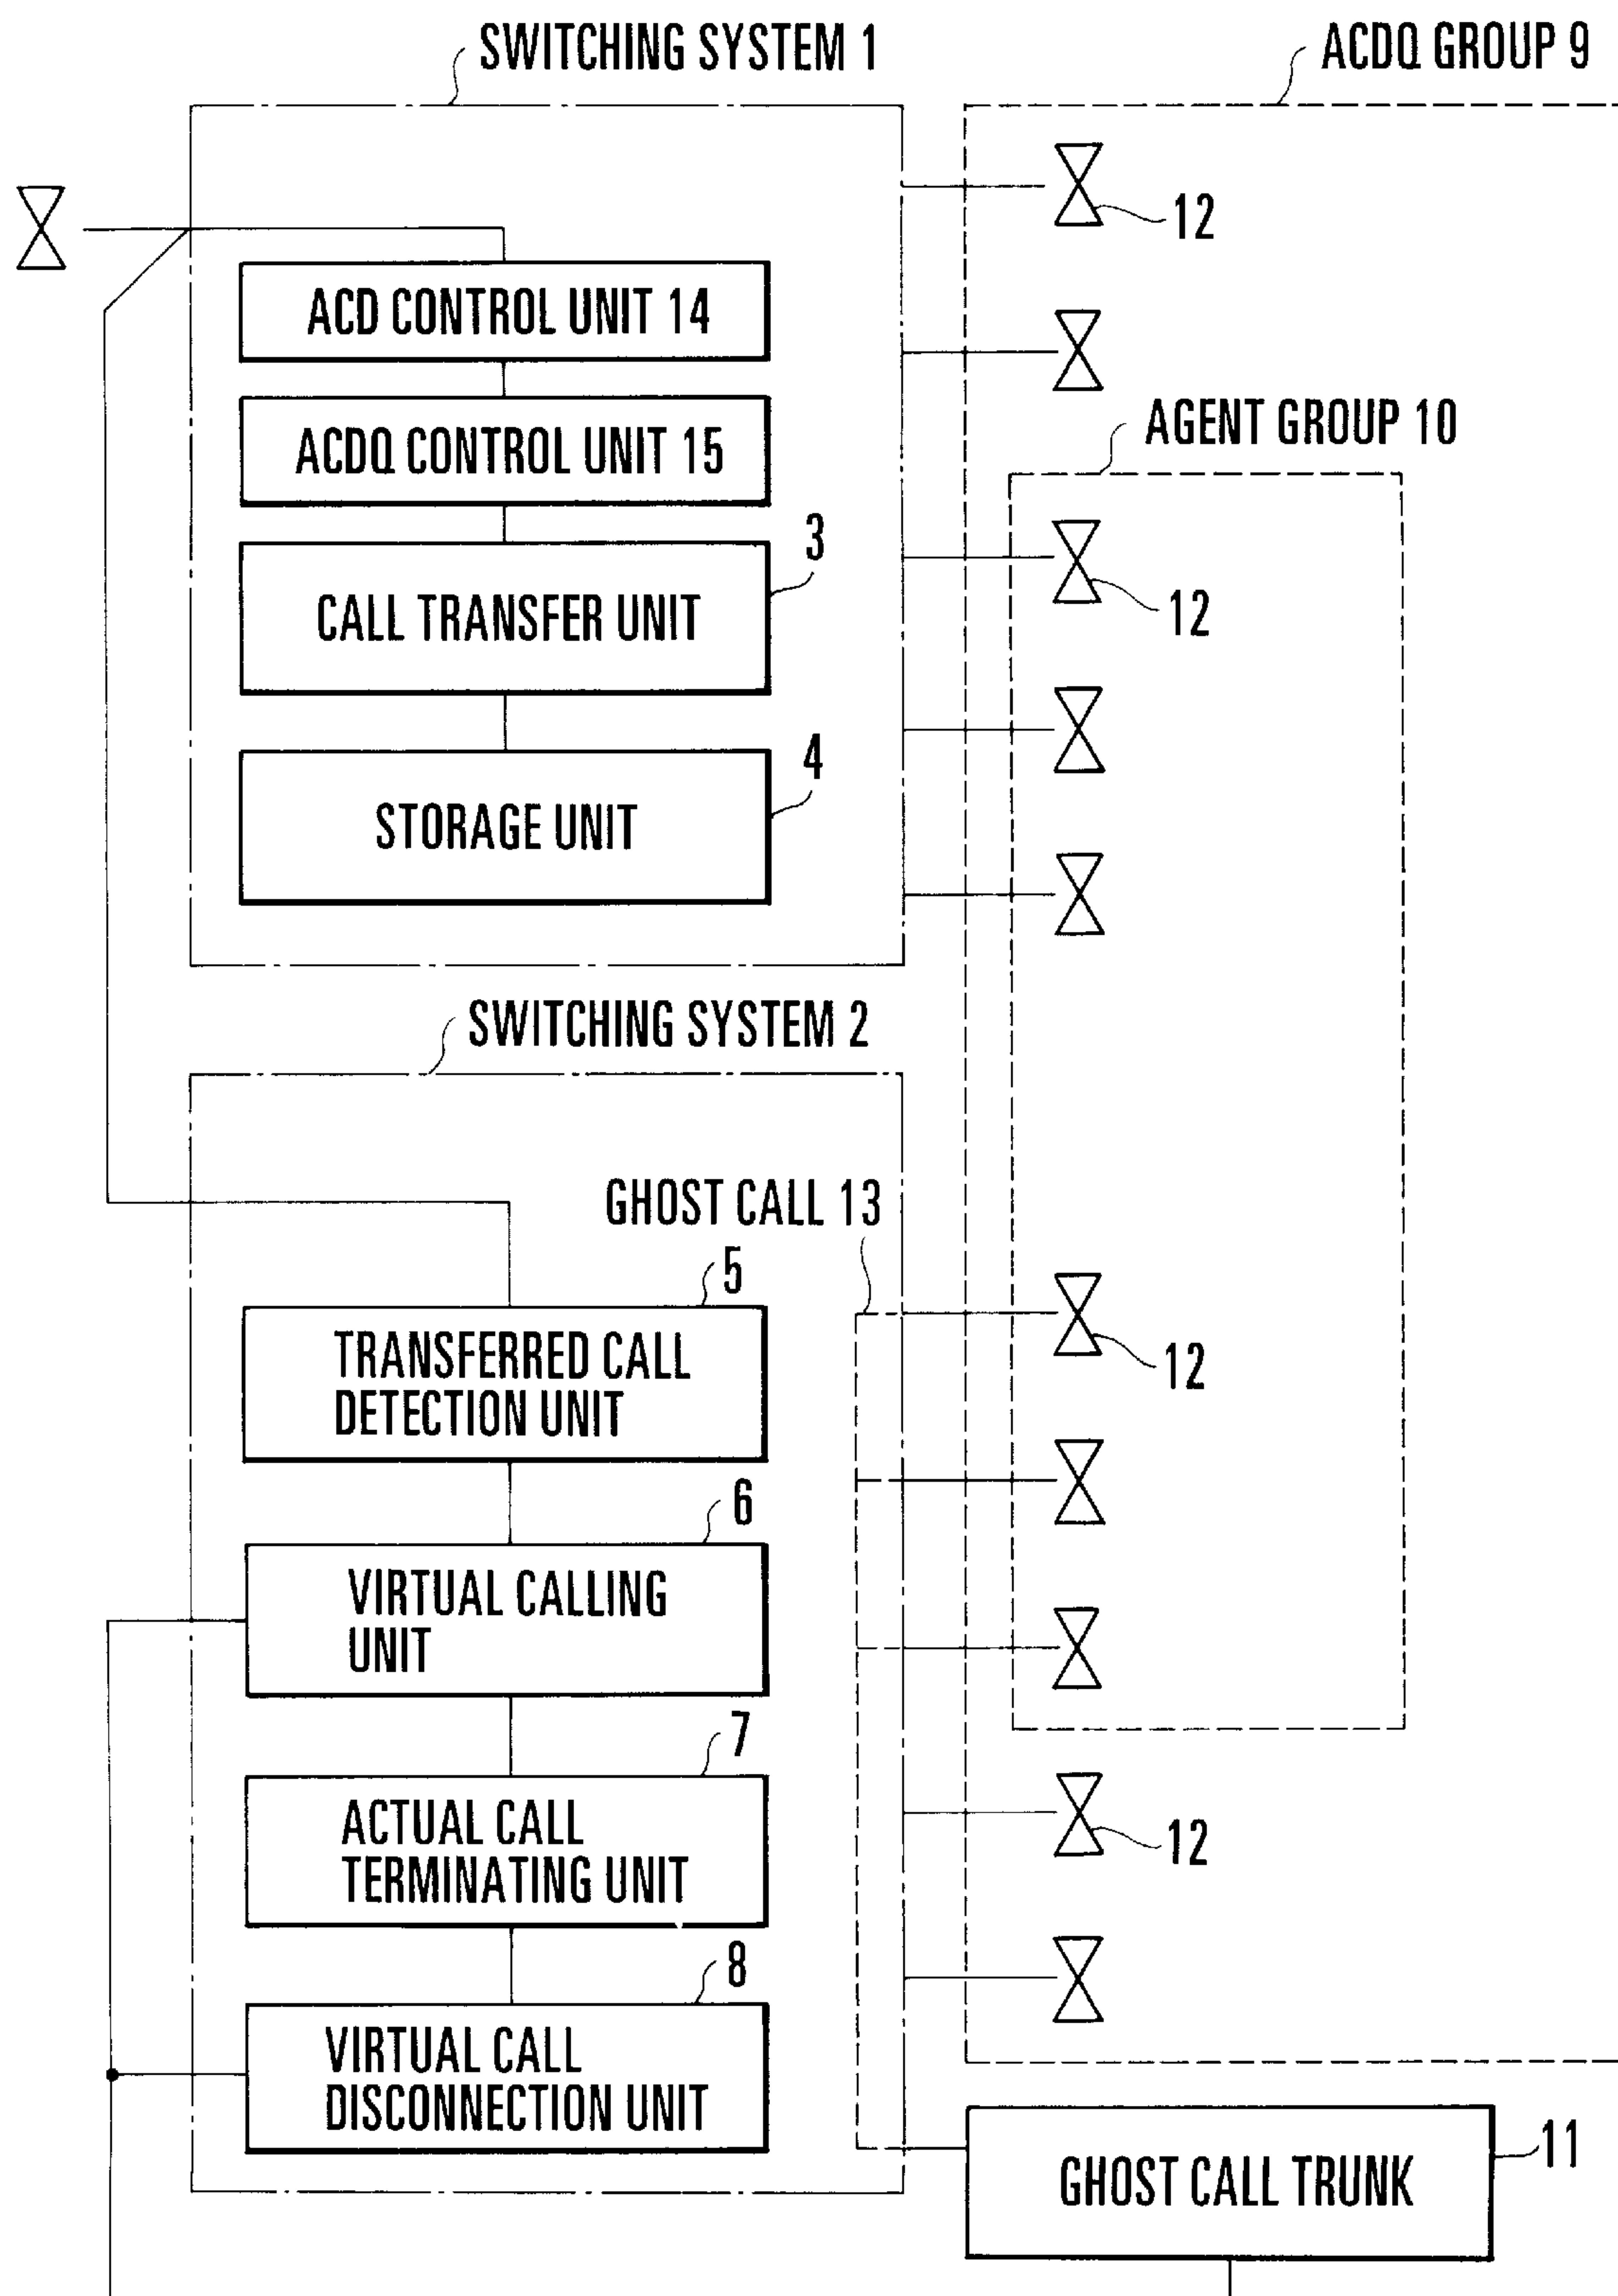 SWITCHING SYSTEM 1
ACDQ GROUP 9
12
ACD CONTROL UNIT 14
ACDQ CONTROL UNIT 15
AGENT GROUP 10
3
CALL TRANSFER UNIT
12
4
STORAGE UNIT
SWITCHING SYSTEM 2
GHOST CALL 13
5
TRANSFERRED CALL
DETECTION UNIT
12
6
VIRTUAL CALLING
UNIT
7
ACTUAL CALL
TERMINATING UNIT
12
8
VIRTUAL CALL
DISCONNECTION UNIT
11
GHOST CALL TRUNK